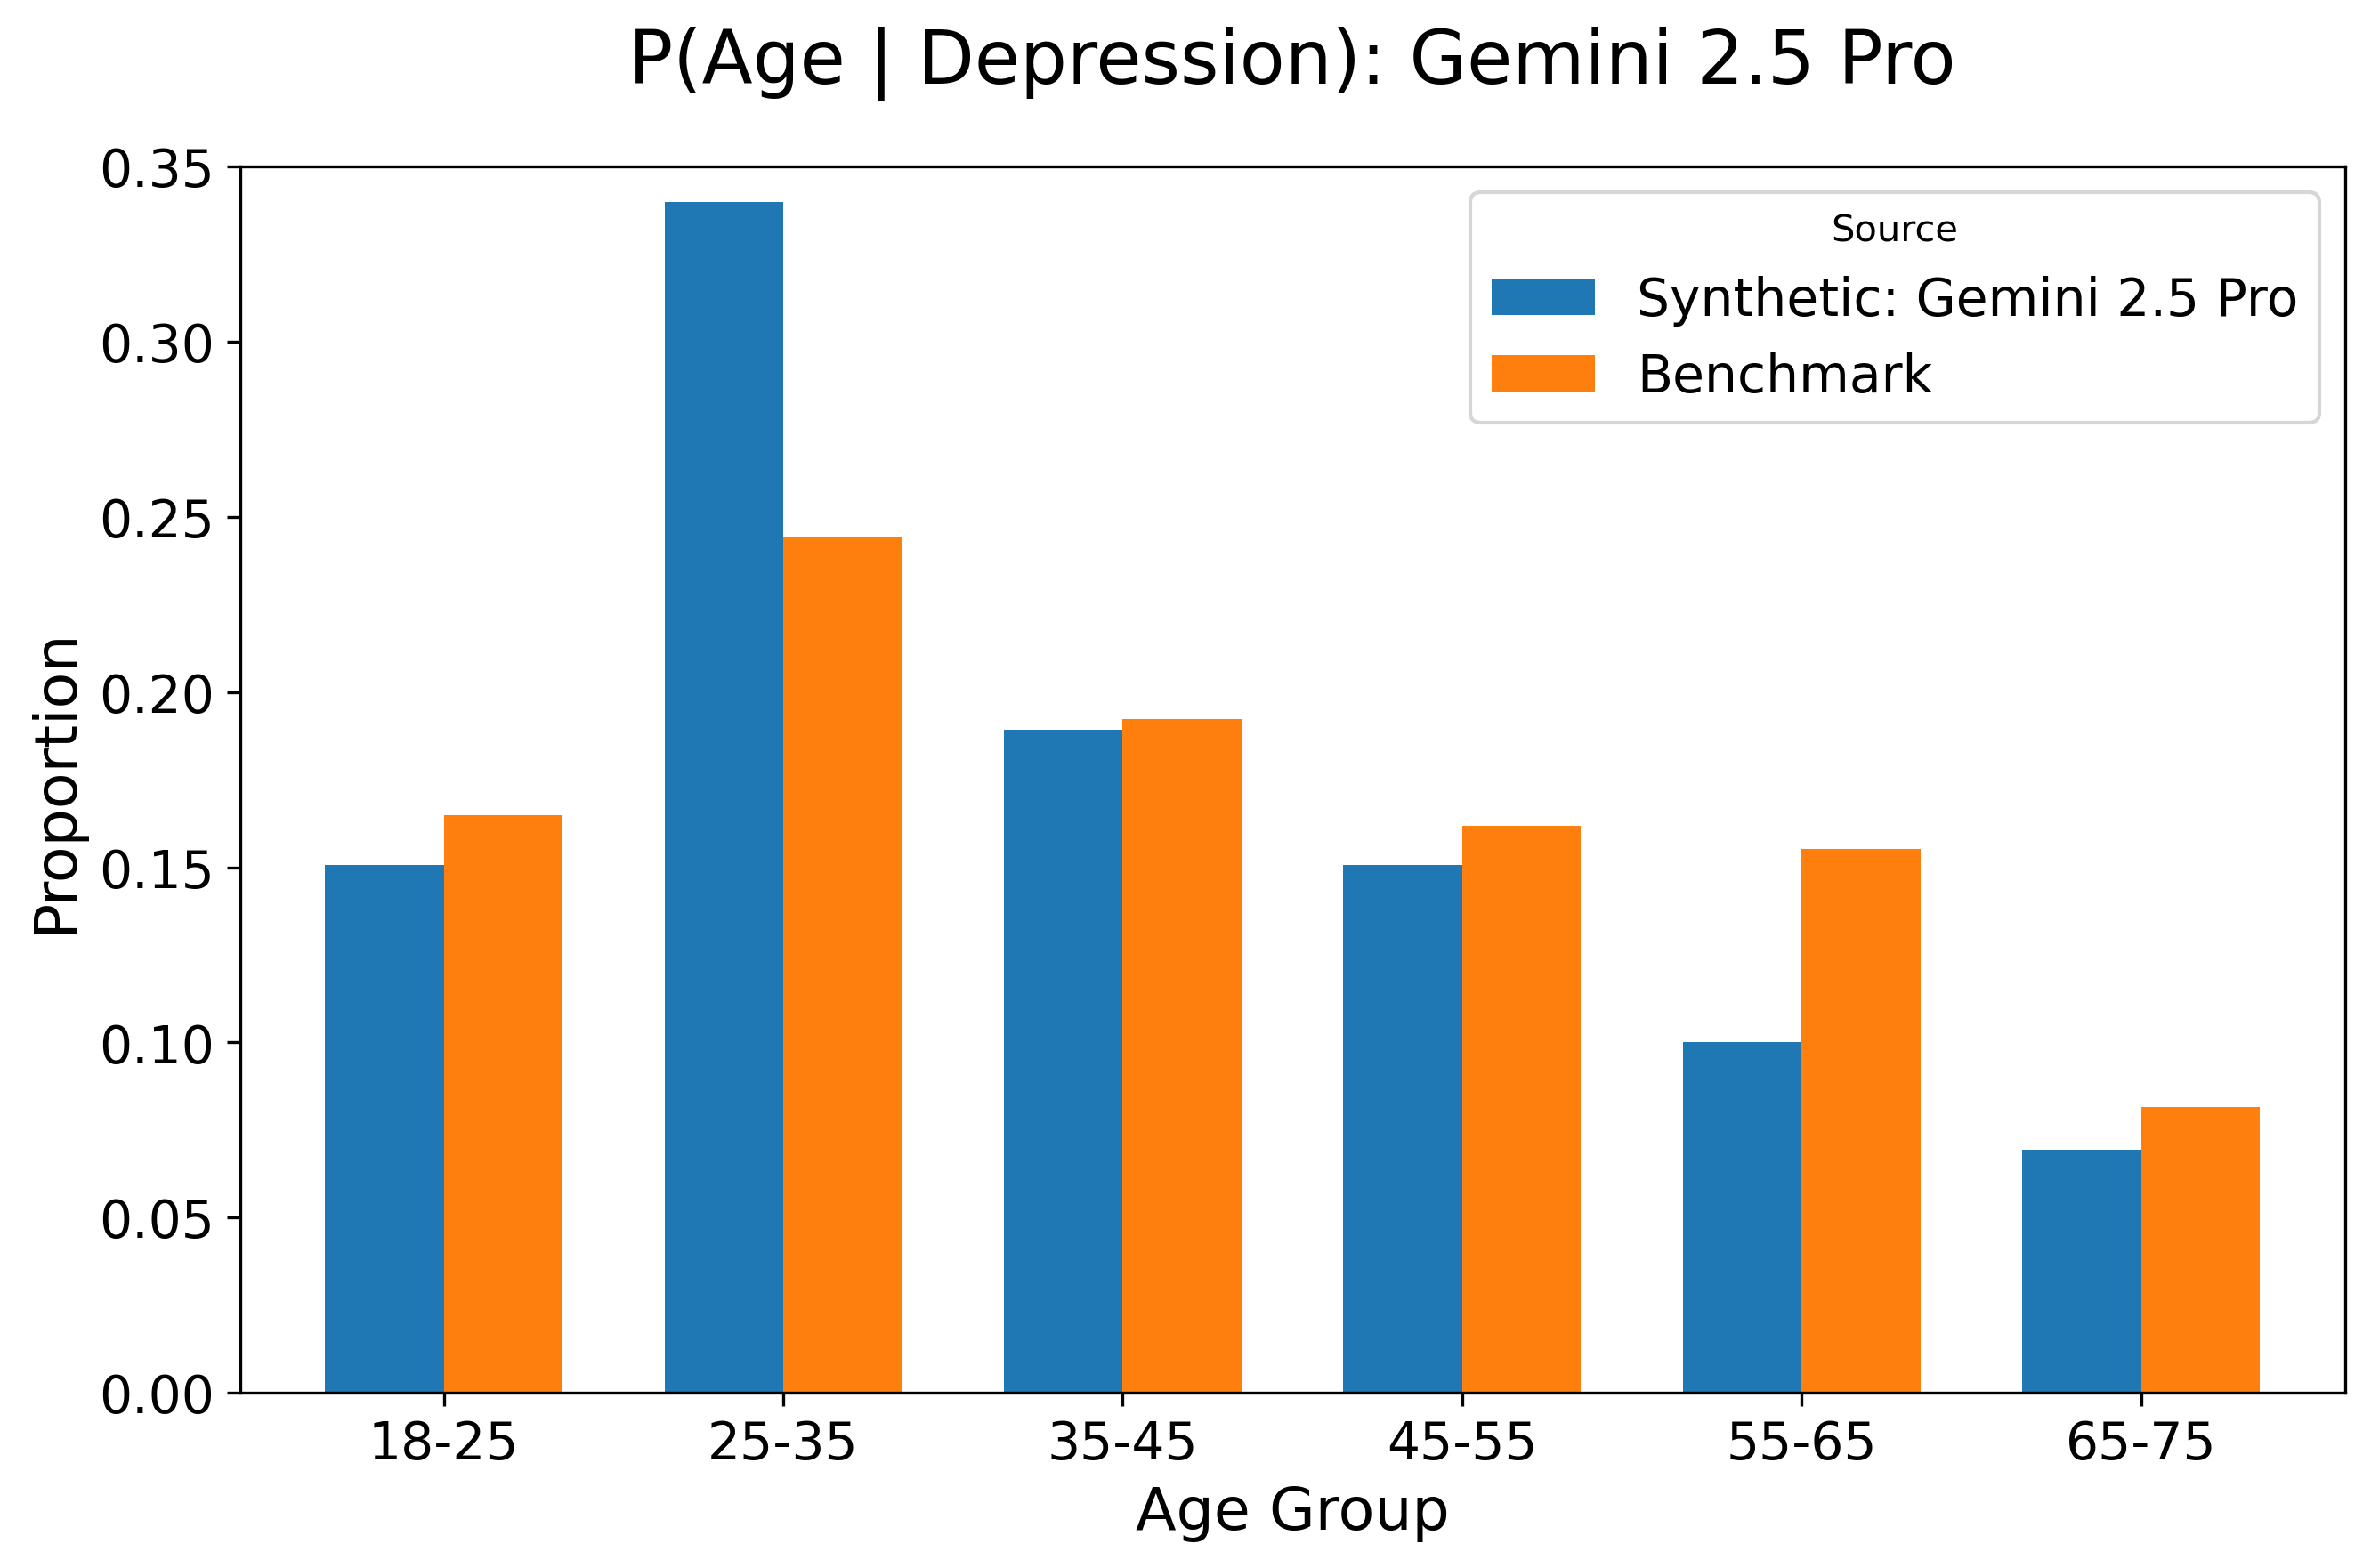 P(Age | Depression): Gemini 2.5 Pro
0.35
0.30
0.25
0.20
0.15
0.10
0.05
0.00
Proportion
Source
Synthetic: Gemini 2.5 Pro
Benchmark
18-25 25-35 35-45 45-55 55-65 65-75
Age Group